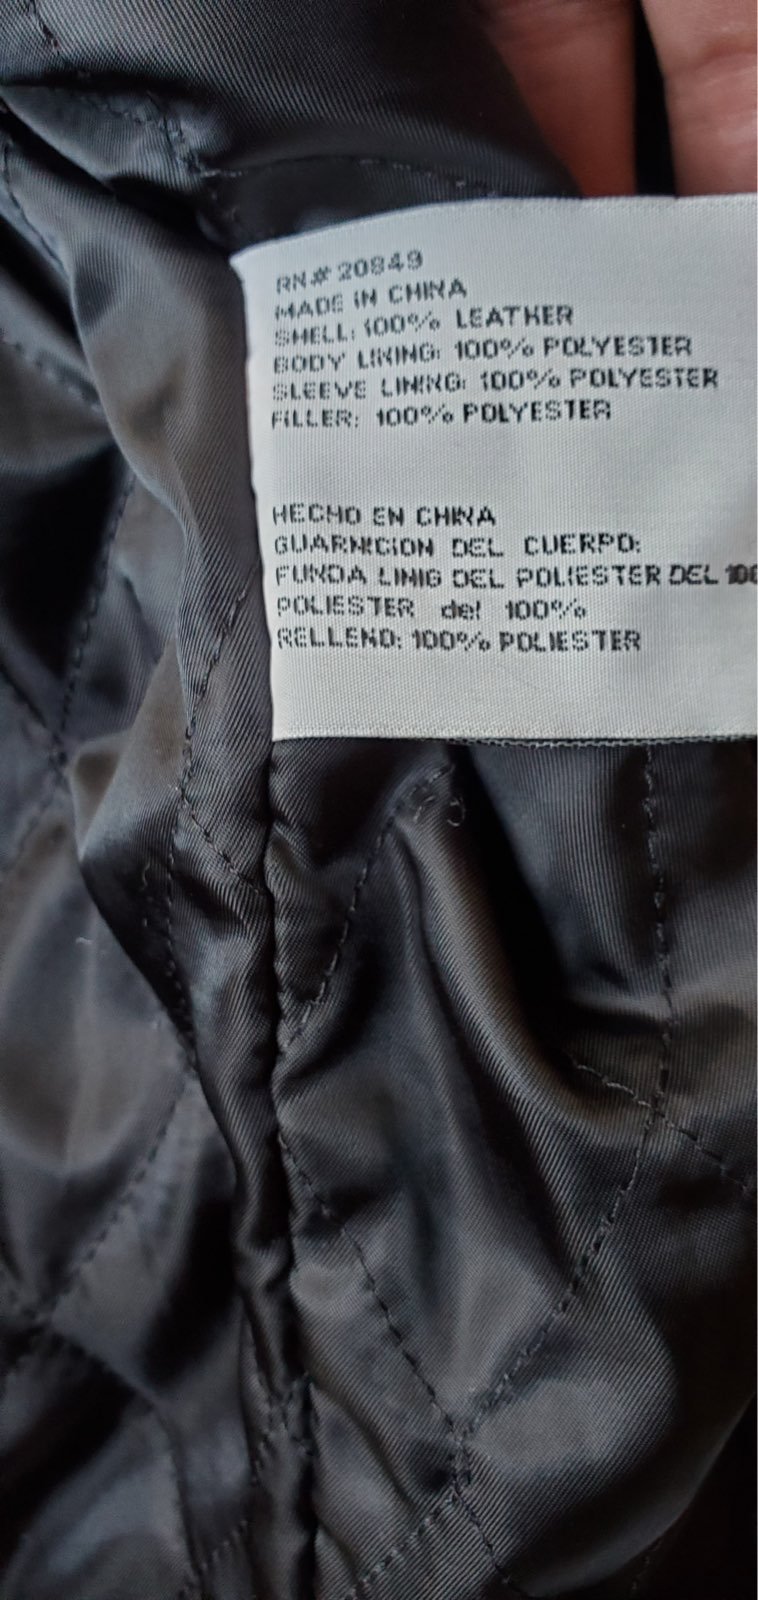 RN# 20849
MADE IN CHINA
SHELL: 100% LEATHER
BODY LINING: 100% POLYESTER
SLEEVE LINING: 100% POLYESTER
FILLER: 100% POLYESTER
HECHO EN CHINA
GUARNICION DEL CUERPO:
FUNDA LINIG DEL POLIESTER DEL 100
POLIESTER del 100%
RELLENO: 100% POLIESTER